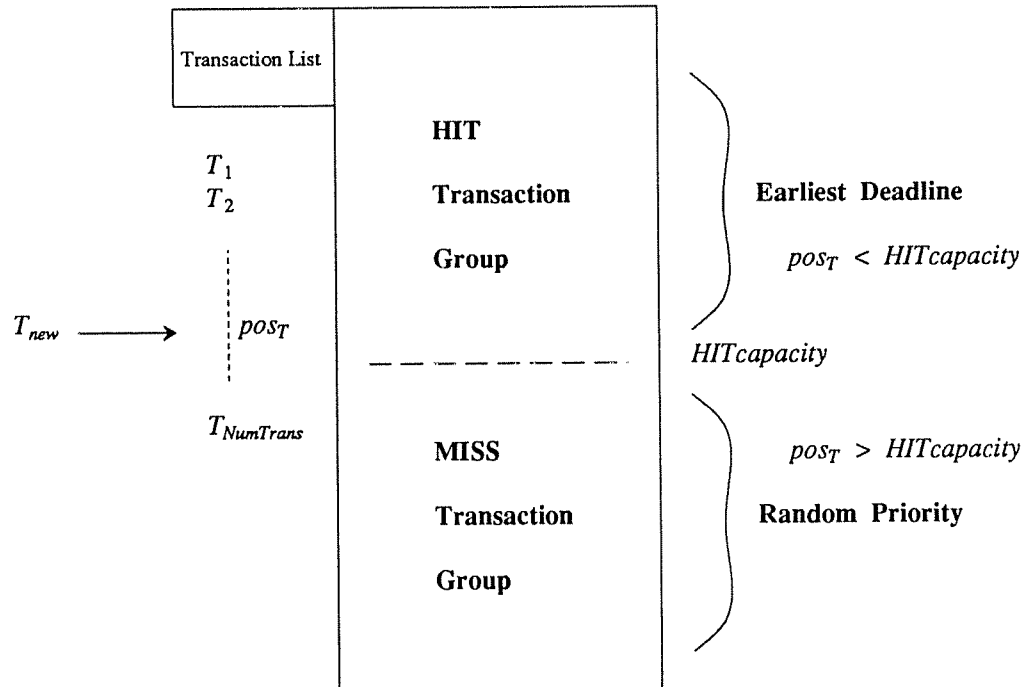 Transaction List
HIT
T1
T2
Transaction
Earliest Deadline
Group
posT < HITcapacity
Tnew
posT
HITcapacity
TNumTrans
MISS
posT > HITcapacity
Transaction
Random Priority
Group